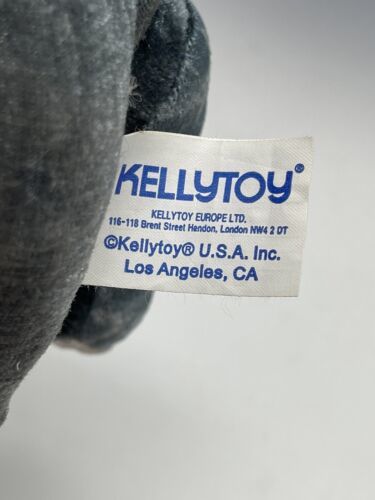 KELLYTOY®
KELLYTOY EUROPE LTD.
116-118 Brent Street Hendon, London NW4 2 DT
©Kellytoy® U.S.A. Inc.
Los Angeles, CA